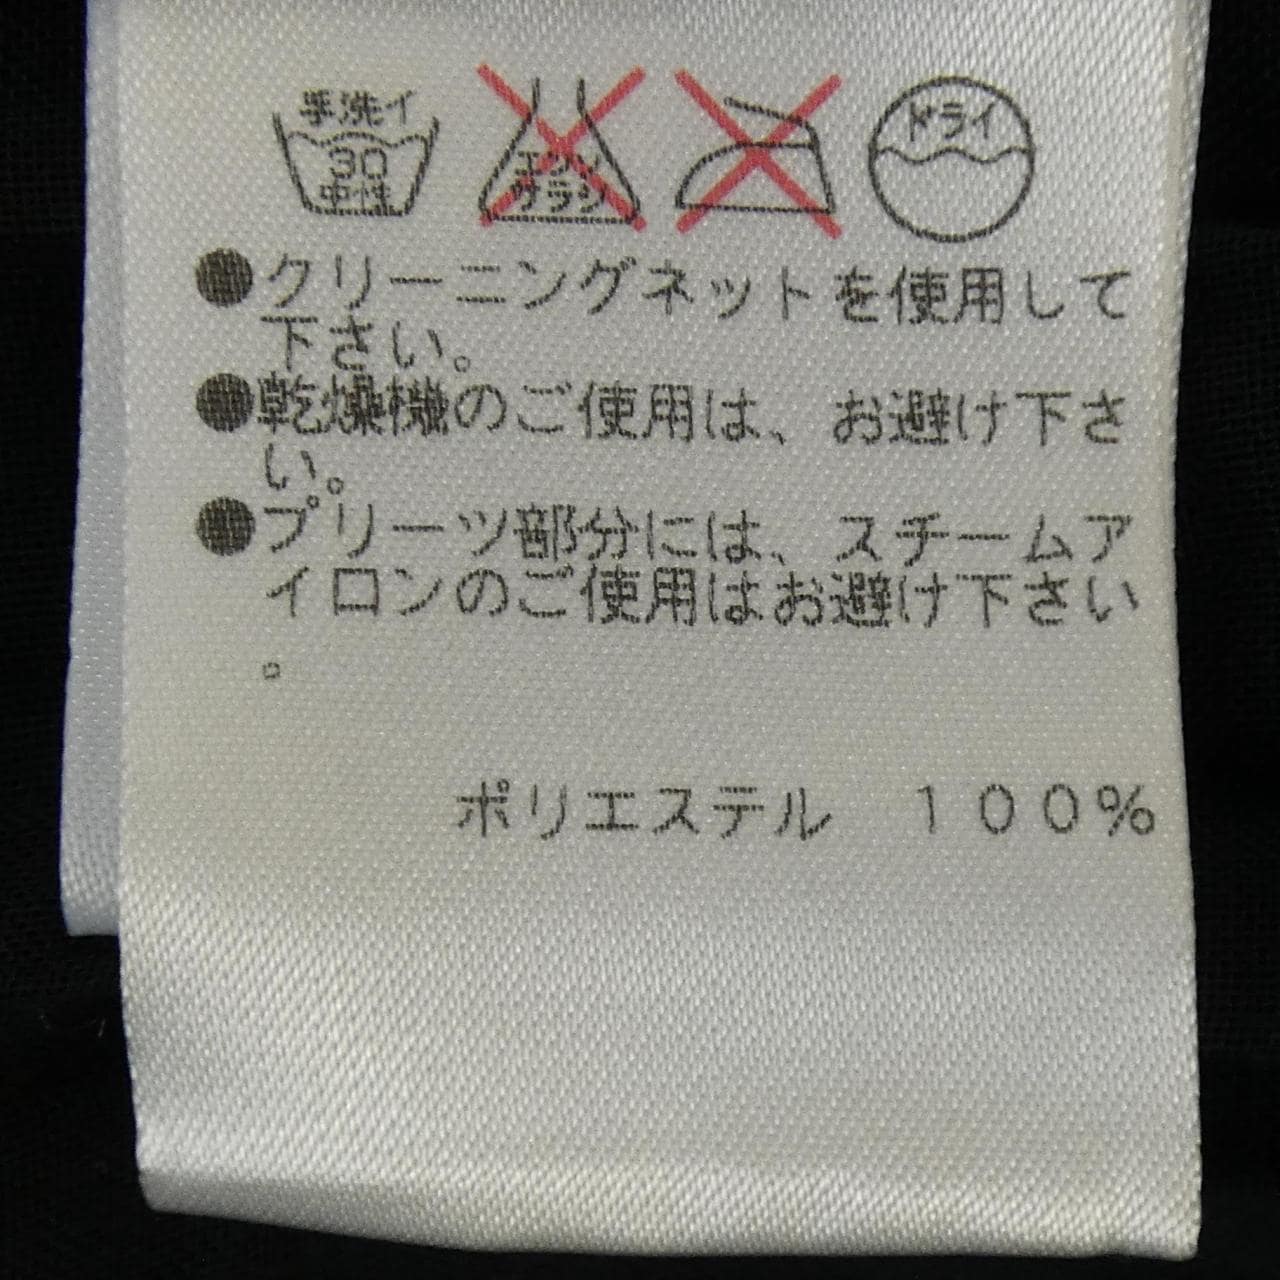 手洗イ
30
中性
エンソ
サラシ
ドライ
●クリーニングネットを使用して
下さい。
●乾燥機のご使用は、お避け下さ
い。
●プリーツ部分には、スチームア
イロンのご使用はお避け下さい
。
ポリエステル　１００％